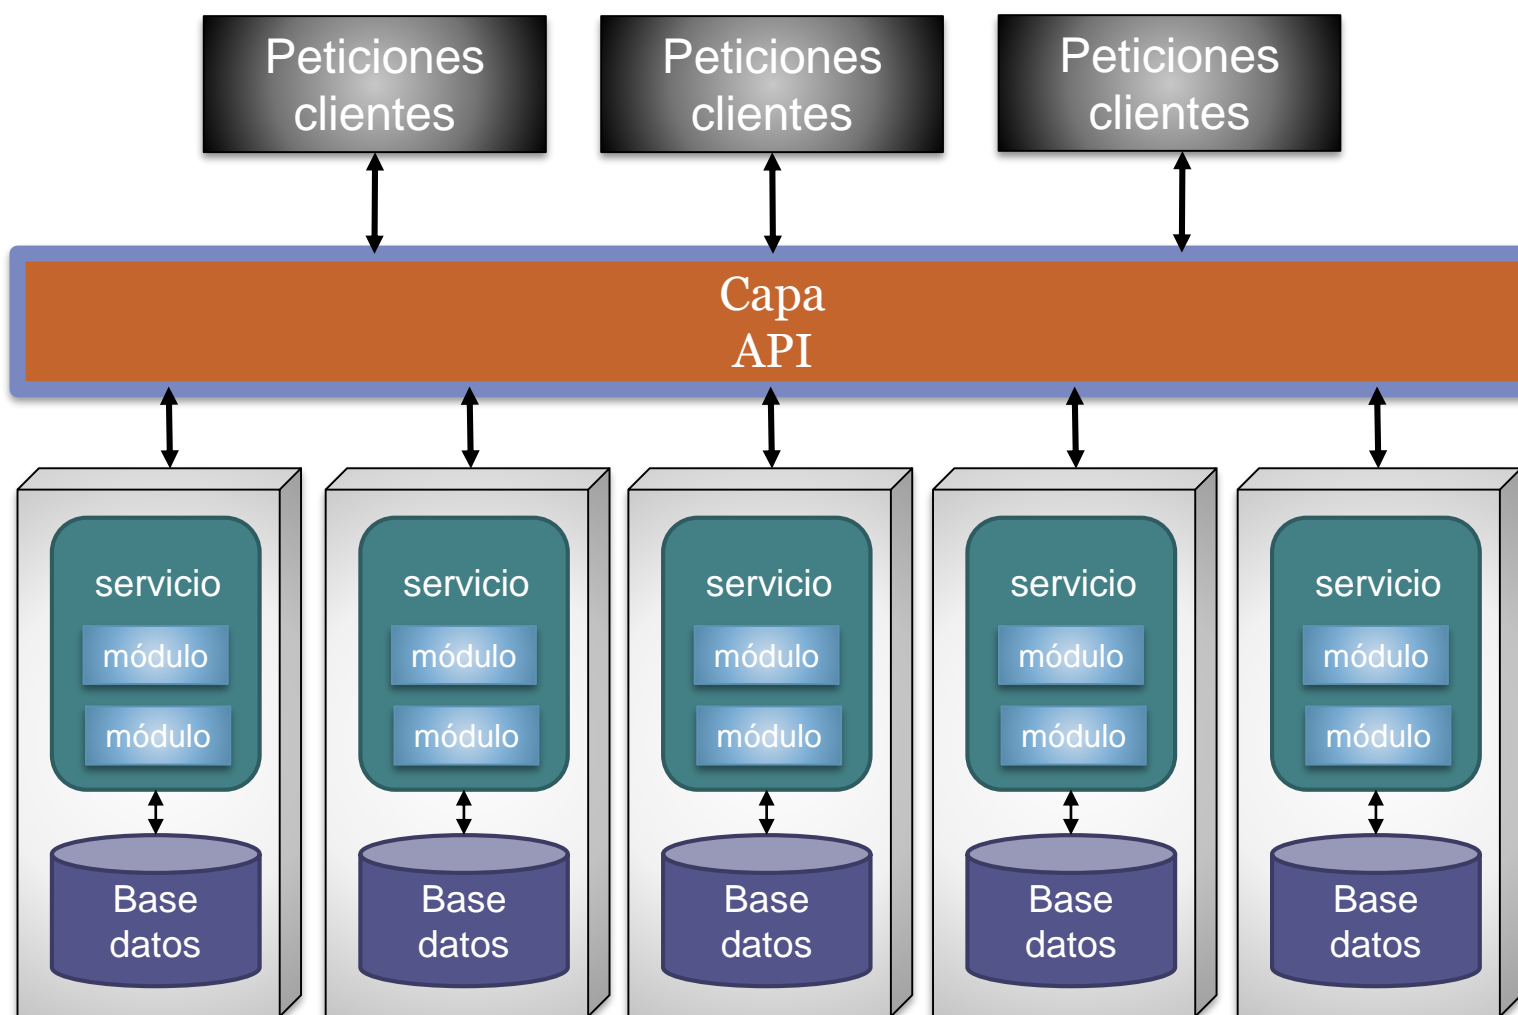 Peticiones
clientes
Peticiones
clientes
Peticiones
clientes
Capa
API
servicio
módulo
módulo
Base
datos
servicio
módulo
módulo
Base
datos
servicio
módulo
módulo
Base
datos
servicio
módulo
módulo
Base
datos
servicio
módulo
módulo
Base
datos